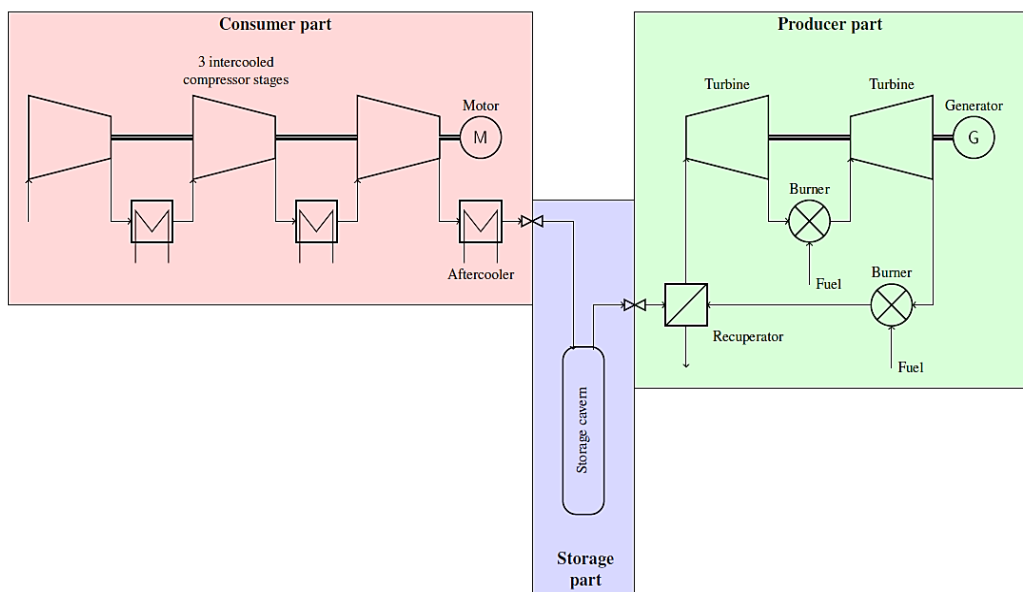 Consumer part
3 intercooled
compressor stages
Motor
M
Aftercooler
Producer part
Turbine
Turbine
Generator
G
Burner
Fuel
Burner
Recuperator
Fuel
Storage cavern
Storage
part